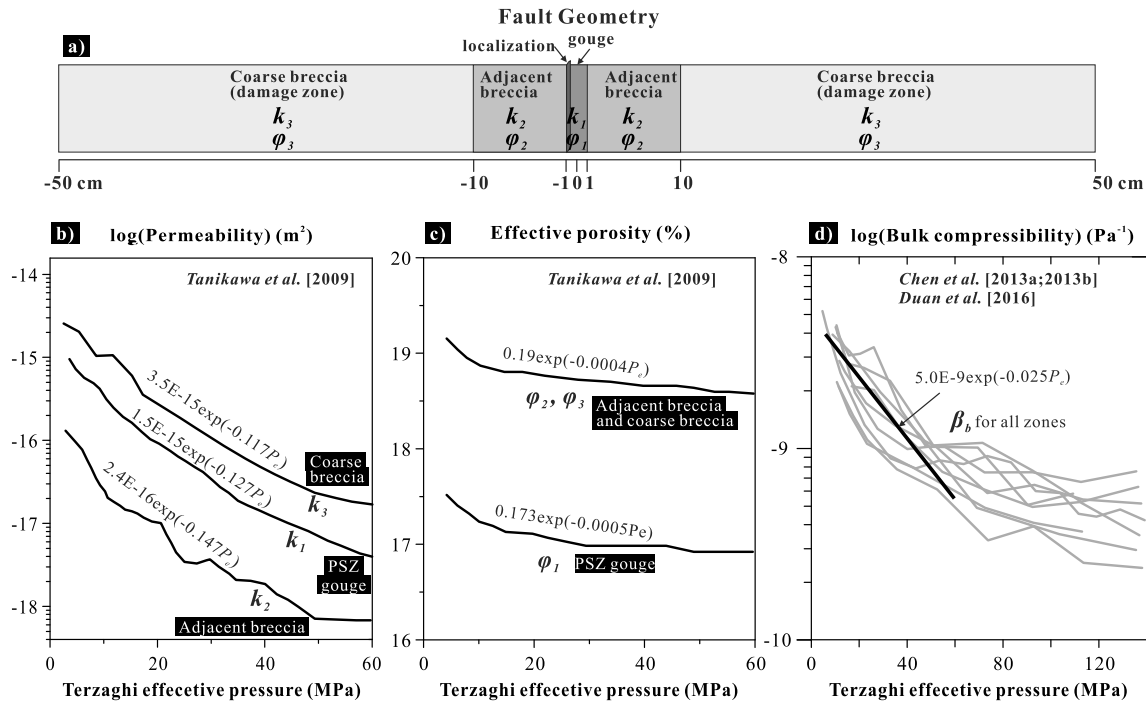 Fault Geometry
a)
localization
gouge
Coarse breccia
(damage zone)
k3
φ3
Adjacent
breccia
k2
φ2
k1
φ1
Adjacent
breccia
k2
φ2
Coarse breccia
(damage zone)
k3
φ3
-50 cm
-10
-1 0 1
10
50 cm
b)
log(Permeability) (m²)
Tanikawa et al. [2009]
-14
-15
-16
-17
-18
3.5E-15exp(-0.117Pe)
1.5E-15exp(-0.127Pe)
2.4E-16exp(-0.147Pe)
Coarse
breccia
k3
k1
PSZ
gouge
k2
Adjacent breccia
0 20 40 60
Terzaghi effecetive pressure (MPa)
c)
Effective porosity (%)
Tanikawa et al. [2009]
20
19
18
17
16
0.19exp(-0.0004Pe)
φ2, φ3
Adjacent breccia
and coarse breccia
0.173exp(-0.0005Pe)
φ1
PSZ gouge
0 20 40 60
Terzaghi effecetive pressure (MPa)
d)
log(Bulk compressibility) (Pa⁻¹)
Chen et al. [2013a;2013b]
Duan et al. [2016]
-8
-9
-10
5.0E-9exp(-0.025Pe)
βb for all zones
0 40 80 120
Terzaghi effecetive pressure (MPa)